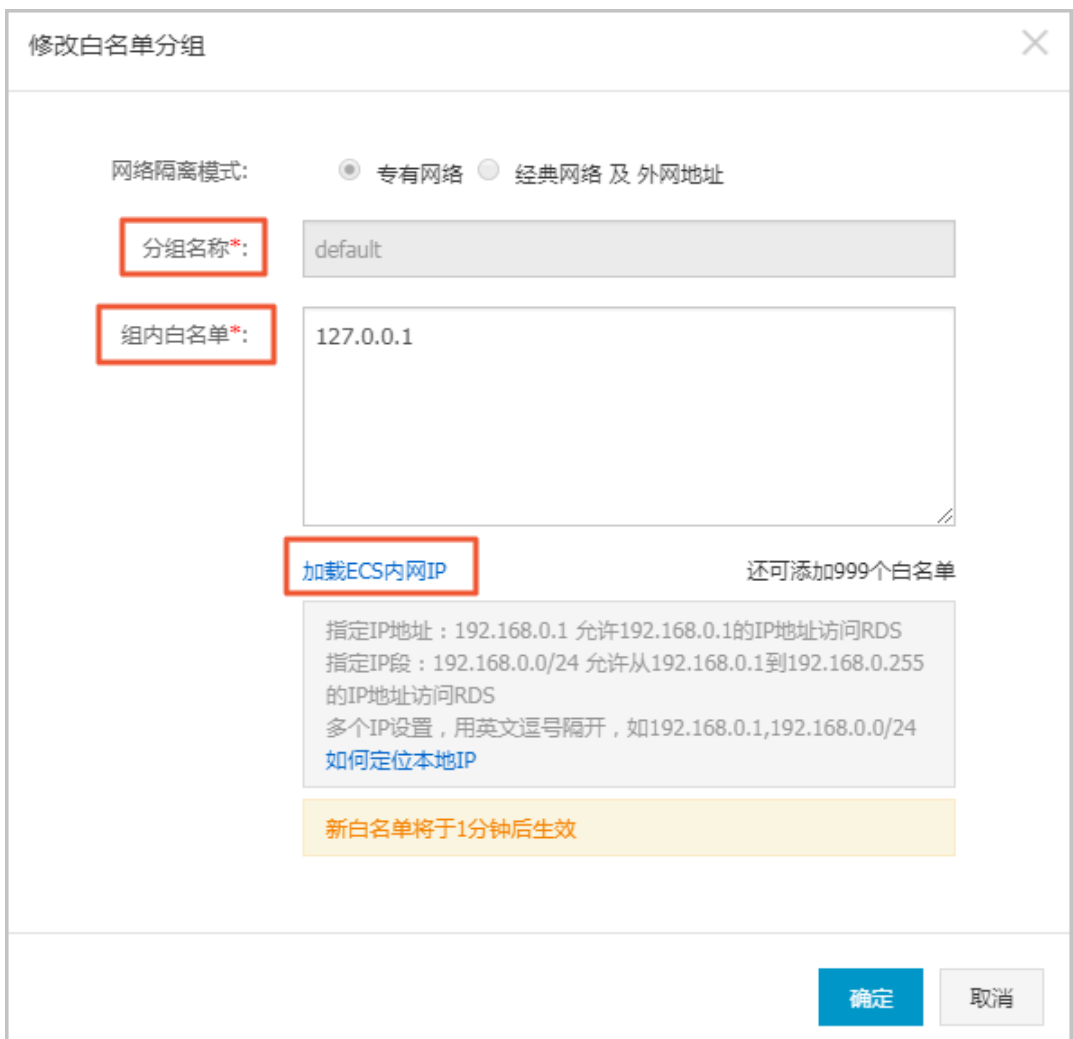 修改白名单分组
网络隔离模式: 专有网络 经典网络 及 外网地址
分组名称*: default
组内白名单*: 127.0.0.1
加载ECS内网IP 还可添加999个白名单
指定IP地址：192.168.0.1 允许192.168.0.1的IP地址访问RDS
指定IP段：192.168.0.0/24 允许从192.168.0.1到192.168.0.255
的IP地址访问RDS
多个IP设置，用英文逗号隔开，如192.168.0.1,192.168.0.0/24
如何定位本地IP
新白名单将于1分钟后生效
确定 取消